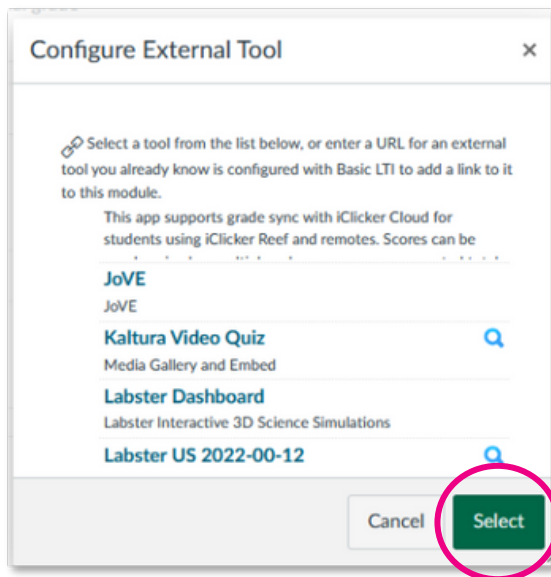 Configure External Tool ×
Select a tool from the list below, or enter a URL for an external
tool you already know is configured with Basic LTI to add a link to it
to this module.
This app supports grade sync with iClicker Cloud for
students using iClicker Reef and remotes. Scores can be
JoVE
JoVE
Kaltura Video Quiz
Media Gallery and Embed
Labster Dashboard
Labster Interactive 3D Science Simulations
Labster US 2022-00-12
Cancel Select